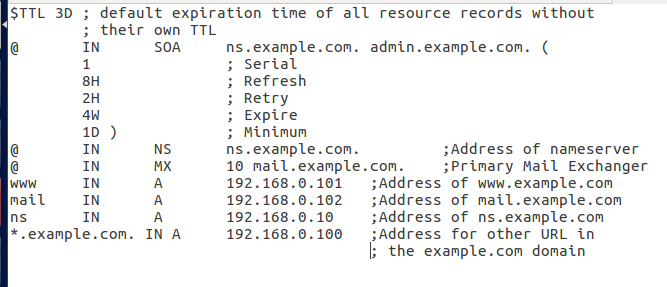 $TTL 3D ; default expiration time of all resource records without
        ; their own TTL
@       IN      SOA     ns.example.com. admin.example.com. (
        1               ; Serial
        8H              ; Refresh
        2H              ; Retry
        4W              ; Expire
        1D )            ; Minimum
@       IN      NS      ns.example.com.         ;Address of nameserver
@       IN      MX      10 mail.example.com.    ;Primary Mail Exchanger
www     IN      A       192.168.0.101   ;Address of www.example.com
mail    IN      A       192.168.0.102   ;Address of mail.example.com
ns      IN      A       192.168.0.10    ;Address of ns.example.com
*.example.com. IN A     192.168.0.100   ;Address for other URL in
                                        ; the example.com domain